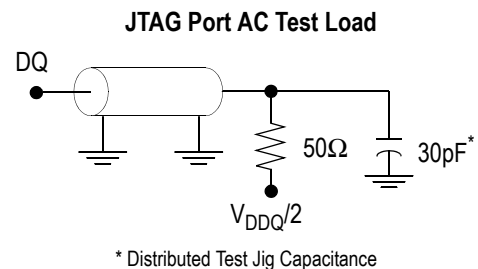 JTAG Port AC Test Load
DQ
50Ω
30pF*
VDDQ/2
* Distributed Test Jig Capacitance